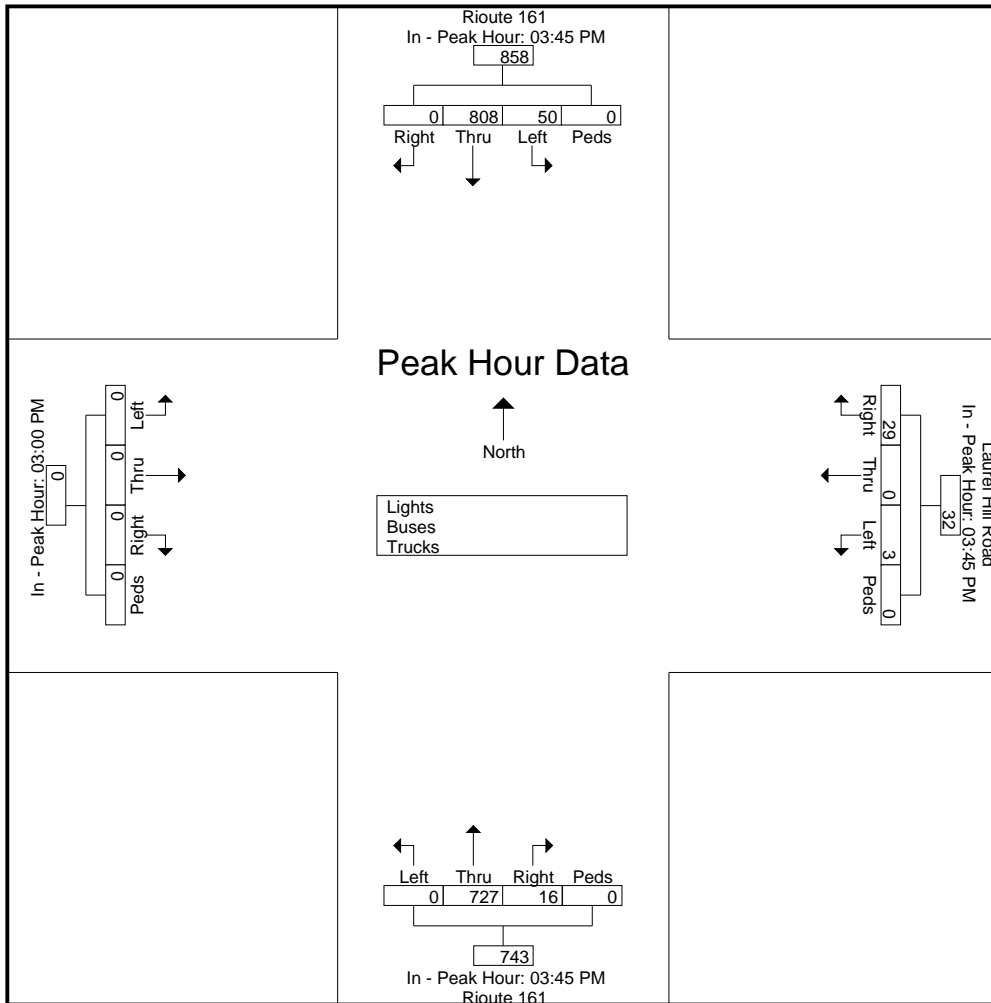 Rioute 161
In - Peak Hour: 03:45 PM
858
0 808 50 0
Right Thru Left Peds
Peak Hour Data
North
Lights
Buses
Trucks
In - Peak Hour: 03:00 PM
0
0 0 0 0
Left Thru Right Peds
Laurel Hill Road
In - Peak Hour: 03:45 PM
32
29 0 3 0
Right Thru Left Peds
Left Thru Right Peds
0 727 16 0
743
In - Peak Hour: 03:45 PM
Rioute 161